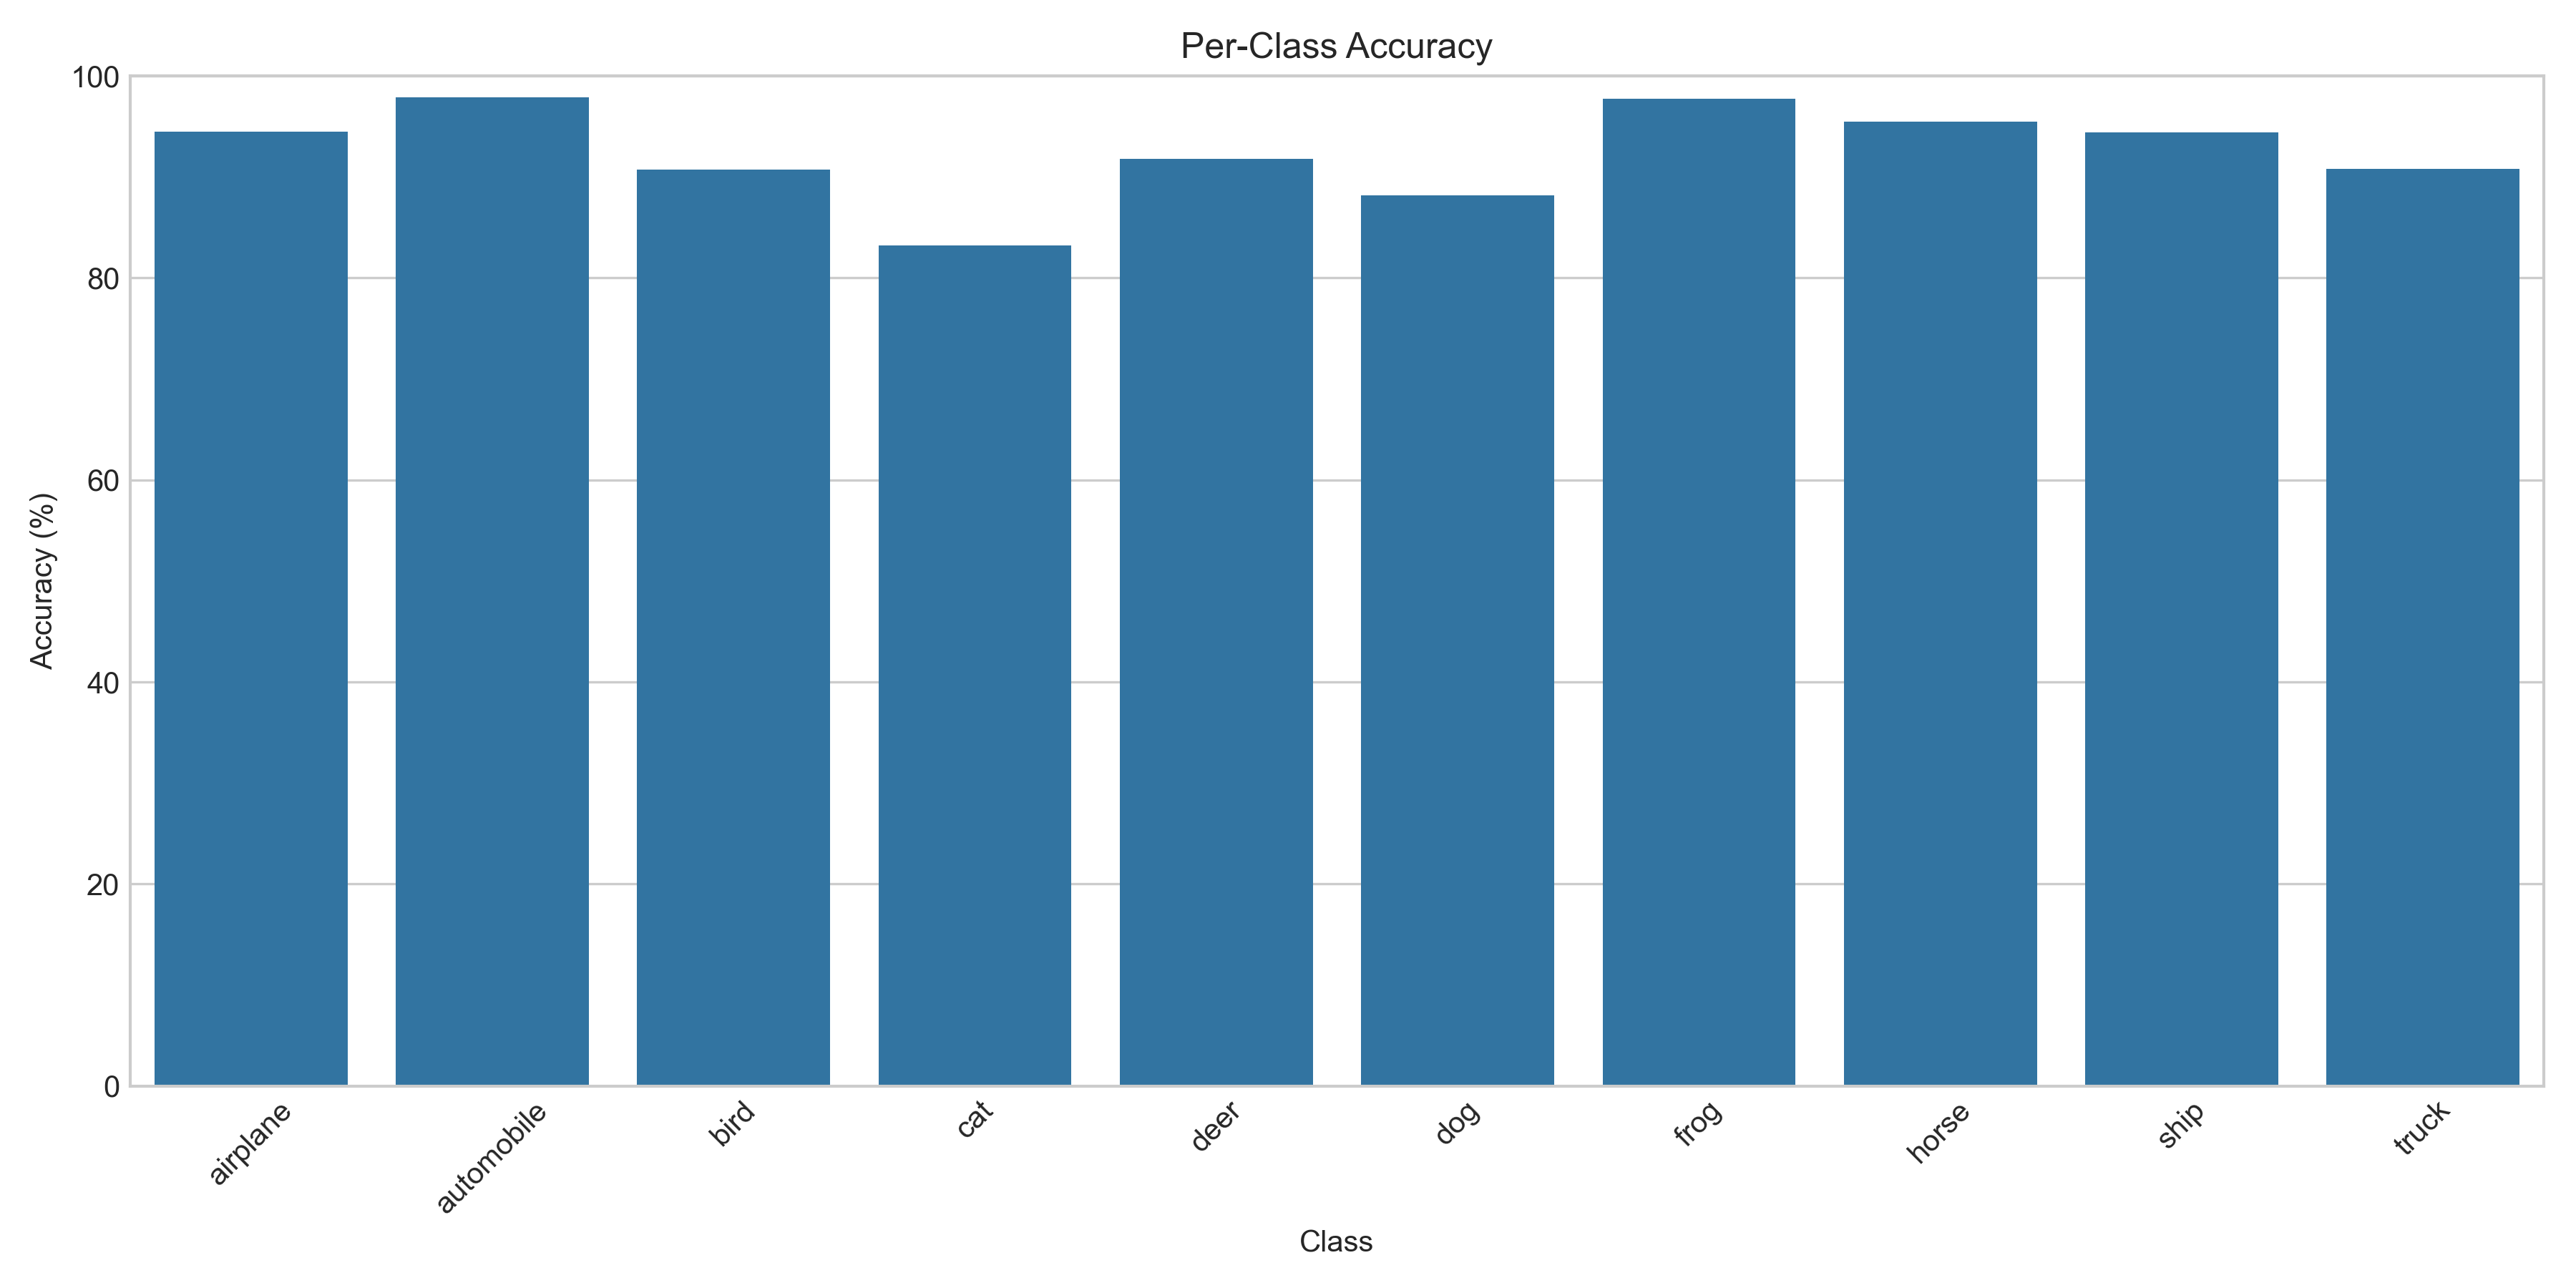 Per-Class Accuracy
100
80
60
40
20
0
Accuracy (%)
airplane
automobile
bird
cat
deer
dog
frog
horse
ship
truck
Class